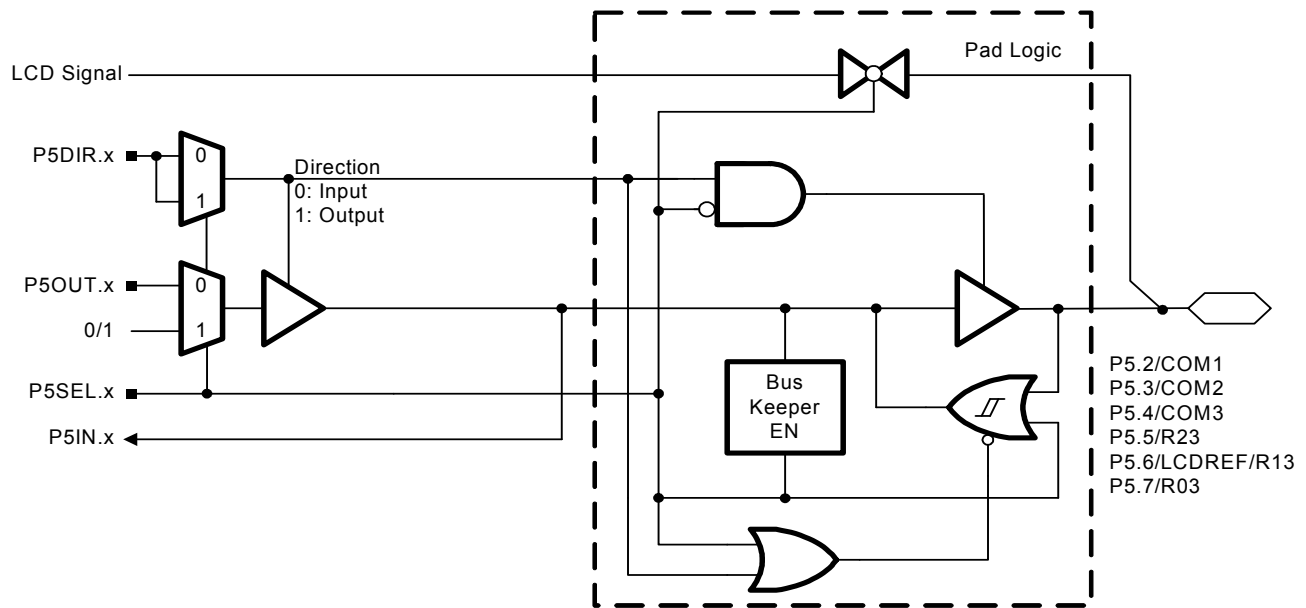 Pad Logic
LCD Signal
P5DIR.x
0
1
Direction
0: Input
1: Output
P5OUT.x
0
0/1
1
P5SEL.x
P5IN.x
Bus
Keeper
EN
P5.2/COM1
P5.3/COM2
P5.4/COM3
P5.5/R23
P5.6/LCDREF/R13
P5.7/R03